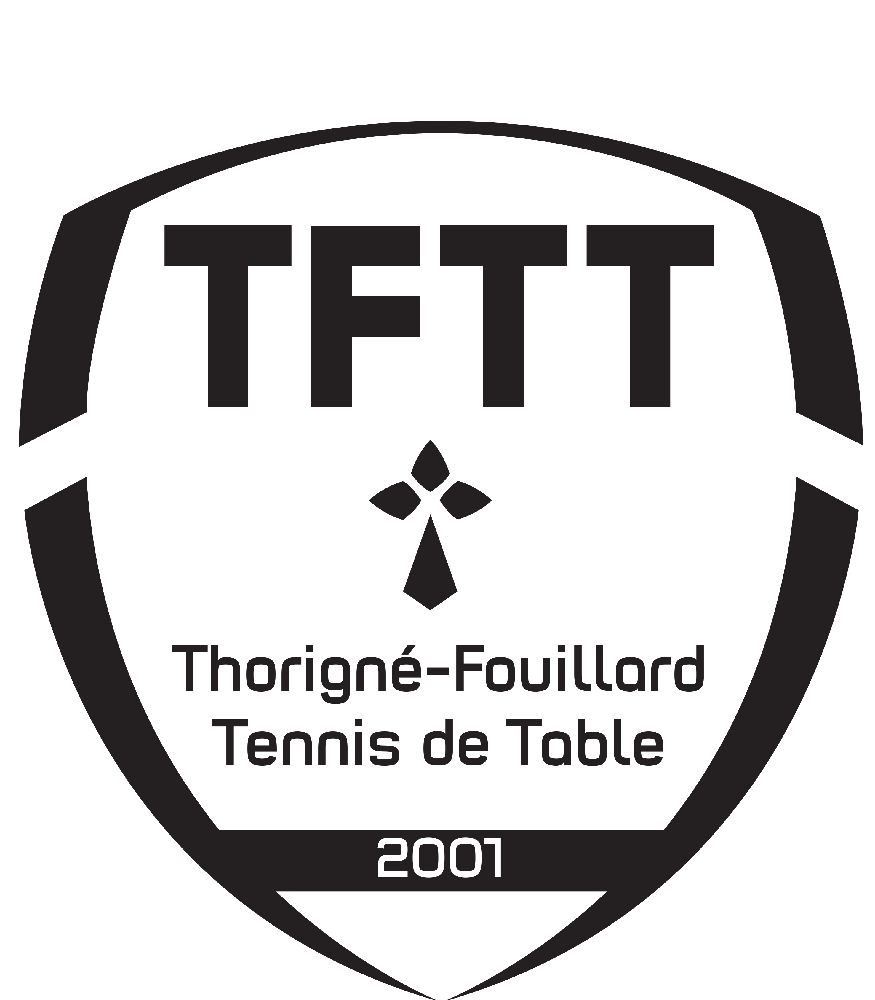 TFTT
Thorigné-Fouillard
Tennis de Table
2001